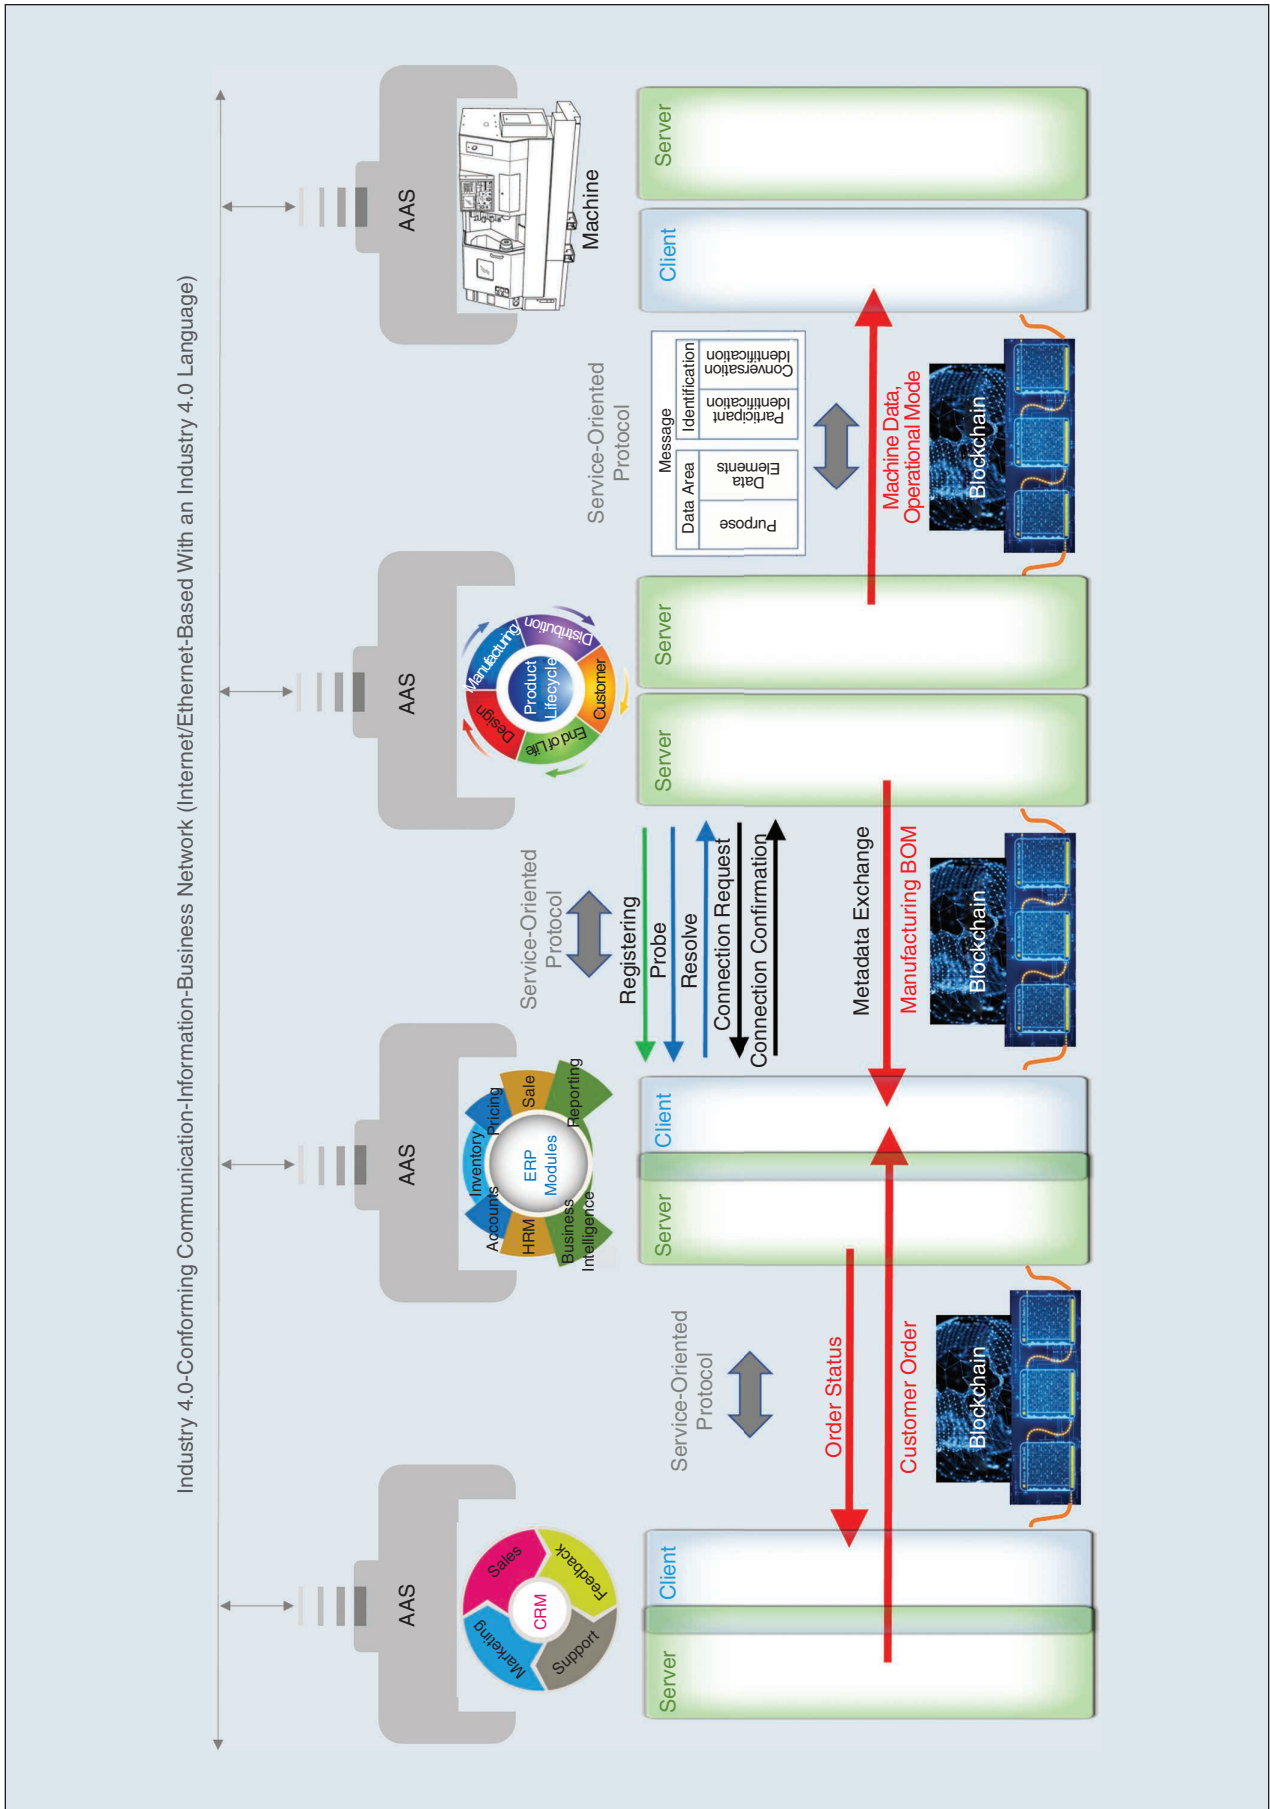 Industry 4.0-Conforming Communication-Information-Business Network (Internet/Ethernet-Based With an Industry 4.0 Language)
AAS
AAS
AAS
AAS
CRM
Marketing
Sales
Feedback
Support
ERP
Modules
Accounts
Inventory
Pricing
Sale
Reporting
HRM
Business
Intelligence
Product
Lifecycle
Design
Manufacturing
Distribution
Customer
End of Life
Machine
Server
Client
Service-Oriented
Protocol
Order Status
Customer Order
Blockchain
Server
Client
Service-Oriented
Protocol
Registering
Probe
Resolve
Connection Request
Connection Confirmation
Metadata Exchange
Manufacturing BOM
Blockchain
Server
Server
Service-Oriented
Protocol
Message
Data Area
Identification
Purpose
Data
Elements
Participant
Identification
Conversation
Identification
Machine Data,
Operational Mode
Blockchain
Client
Server